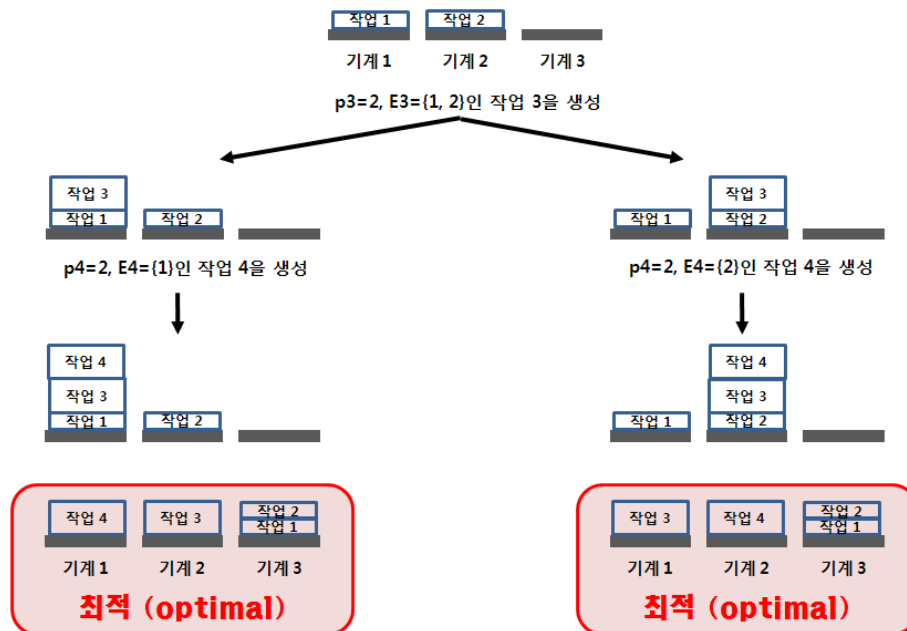 작업 1 작업 2
기계 1 기계 2 기계 3
p3=2, E3={1, 2}인 작업 3을 생성
작업 3
작업 1 작업 2
작업 3
작업 1 작업 2
p4=2, E4={1}인 작업 4을 생성
p4=2, E4={2}인 작업 4을 생성
작업 4
작업 3
작업 1 작업 2
작업 4
작업 3
작업 1 작업 2
작업 4 작업 3 작업 2
작업 1
기계 1 기계 2 기계 3
최적 (optimal)
작업 3 작업 4 작업 2
작업 1
기계 1 기계 2 기계 3
최적 (optimal)